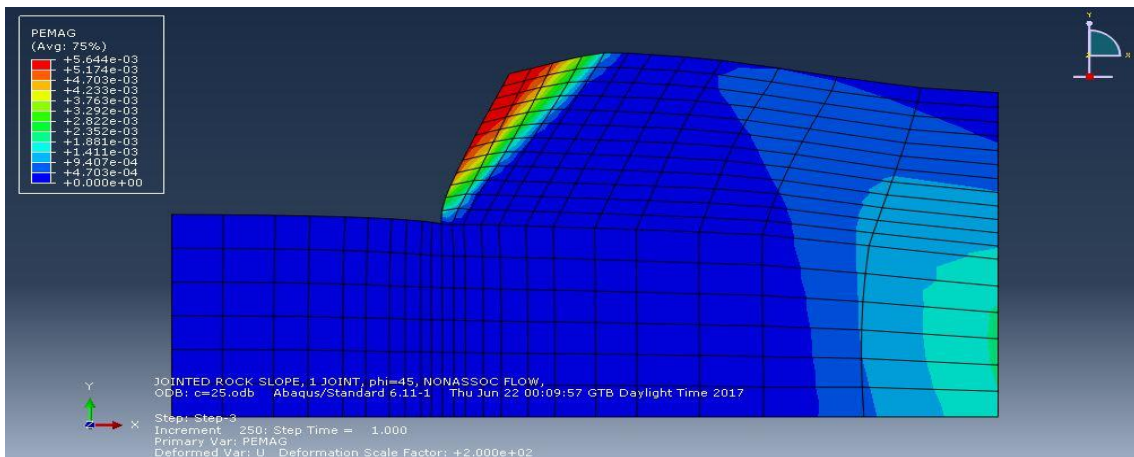 PEMAG
(Avg: 75%)
+5.644e-03
+5.174e-03
+4.703e-03
+4.233e-03
+3.763e-03
+3.292e-03
+2.822e-03
+2.352e-03
+1.881e-03
+1.411e-03
+9.407e-04
+4.703e-04
+0.000e+00
Y
X
Z
Y
X
Z
JOINTED ROCK SLOPE, 1 JOINT, phi=45, NONASSOC FLOW,
ODB: c=25.odb Abaqus/Standard 6.11-1 Thu Jun 22 00:09:57 GTB Daylight Time 2017
Step: Step-3
Increment 250: Step Time = 1.000
Primary Var: PEMAG
Deformed Var: U Deformation Scale Factor: +2.000e+02